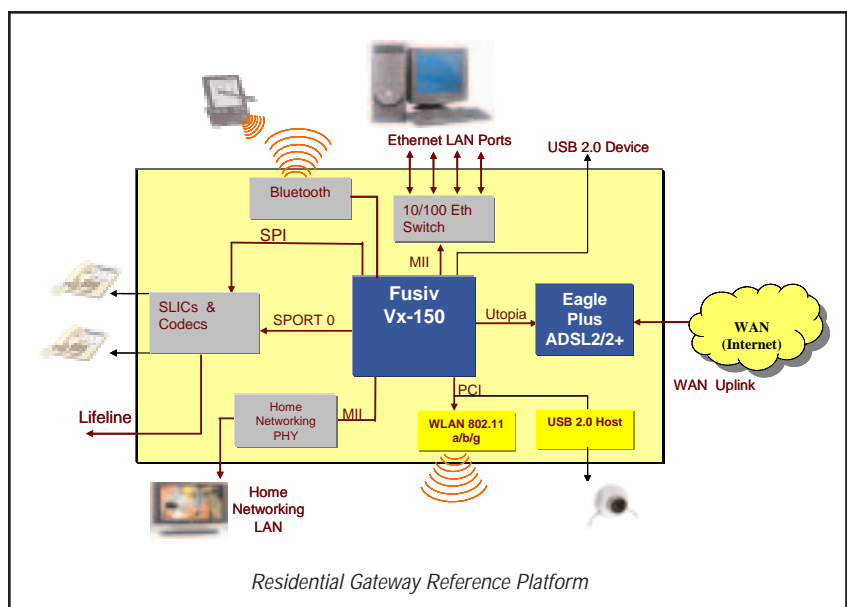 Ethernet LAN Ports
USB 2.0 Device
Bluetooth
10/100 Eth
Switch
SPI
MII
Fusiv
Vx-150
SLICs &
Codecs
SPORT 0
Utopia
Eagle
Plus
ADSL2/2+
WAN
(Internet)
WAN Uplink
PCI
Lifeline
Home
Networking
PHY
MII
WLAN 802.11
a/b/g
USB 2.0 Host
Home
Networking
LAN
Residential Gateway Reference Platform